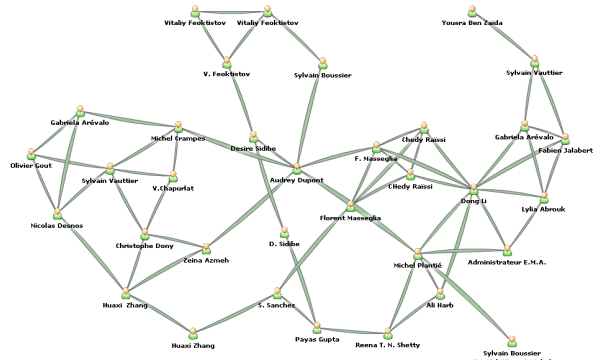 Vitaliy Feoktistov
Vitaliy Feoktistov
Yousra Ben Zaida
V. Feoktistov
Sylvain Boussier
Sylvain Vauttier
Gabriela Arévalo
Michel Crampes
Desire Sidibe
Chedy Raïssi
Gabriela Arévalo
Fabien Jalabert
Olivier Gout
Sylvain Vauttier
V.Chapurlat
Audrey Dupont
F. Masseglia
CHedy Raïssi
Dong Li
Lylia Abrouk
Nicolas Desnos
Christophe Dony
Zeina Azmeh
D. Sidibe
Florent Masseglia
Michel Plantié
Administrateur E.M.A.
Huaxi Zhang
S. Sanchez
Ali Harb
Huaxi Zhang
Payas Gupta
Reena T. N. Shetty
Sylvain Boussier